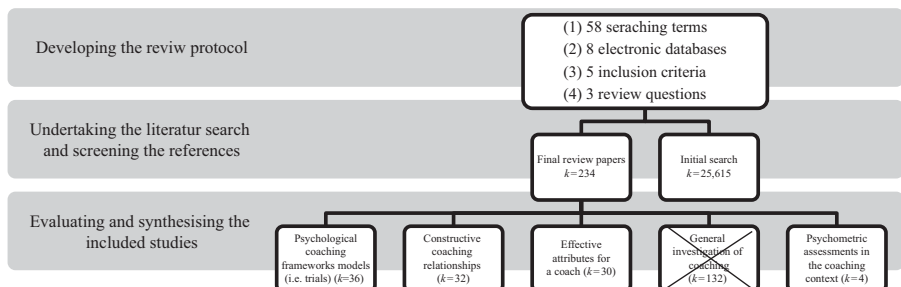 Developing the reviw protocol
(1) 58 seraching terms
(2) 8 electronic databases
(3) 5 inclusion criteria
(4) 3 review questions
Undertaking the literatur search
and screening the references
Final review papers
k=234
Initial search
k=25,615
Evaluating and synthesising the
included studies
Psychological
coaching
frameworks models
(i.e. trials) (k=36)
Constructive
coaching
relationships
(k=32)
Effective
attributes for
a coach (k=30)
General
investigation of
coaching
(k=132)
Psychometric
assessments in
the coaching
context (k=4)